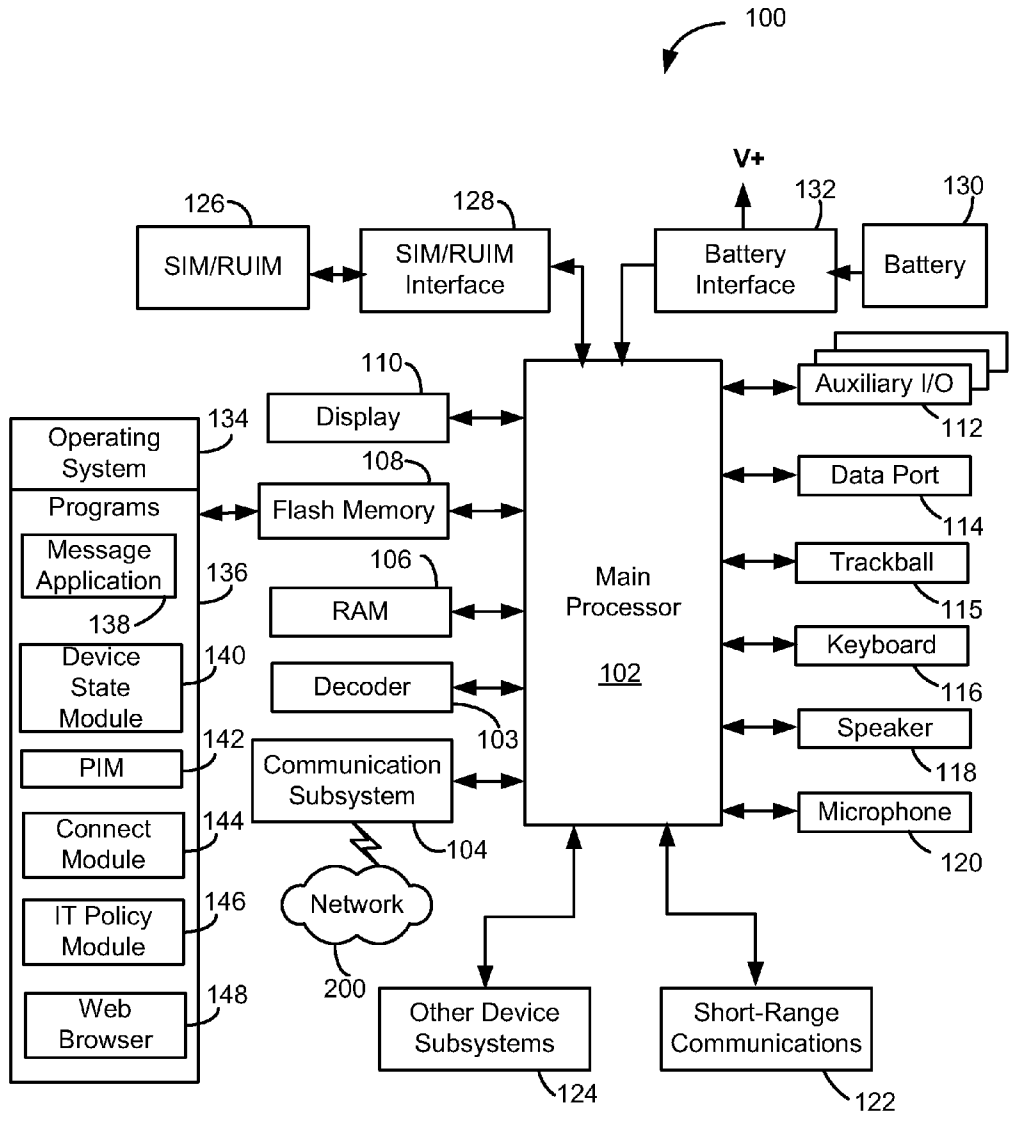 100
V+
126
128
132
130
SIM/RUIM
SIM/RUIM
Interface
Battery
Interface
Battery
110
Display
Auxiliary I/O
112
134
Operating
System
108
Flash Memory
Data Port
114
Programs
Message
Application
138
136
106
RAM
Main
Processor
102
Trackball
115
140
Device
State
Module
Decoder
103
Keyboard
116
142
PIM
Communication
Subsystem
104
Speaker
118
144
Connect
Module
Microphone
120
146
IT Policy
Module
Network
200
148
Web
Browser
Other Device
Subsystems
124
Short-Range
Communications
122